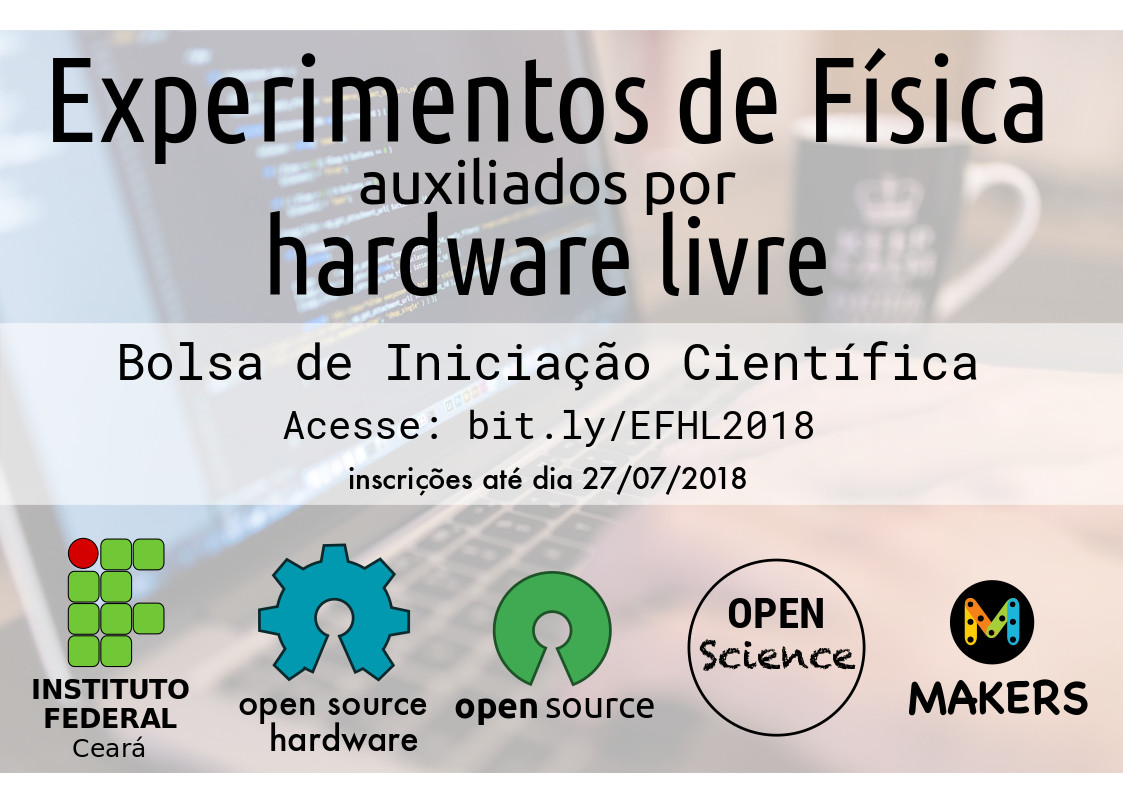 Experimentos de Física
auxiliados por
hardware livre
Bolsa de Iniciação Científica
Acesse: bit.ly/EFHL2018
inscrições até dia 27/07/2018
INSTITUTO
FEDERAL
Ceará
open source
hardware
open source
OPEN
Science
M
MAKERS